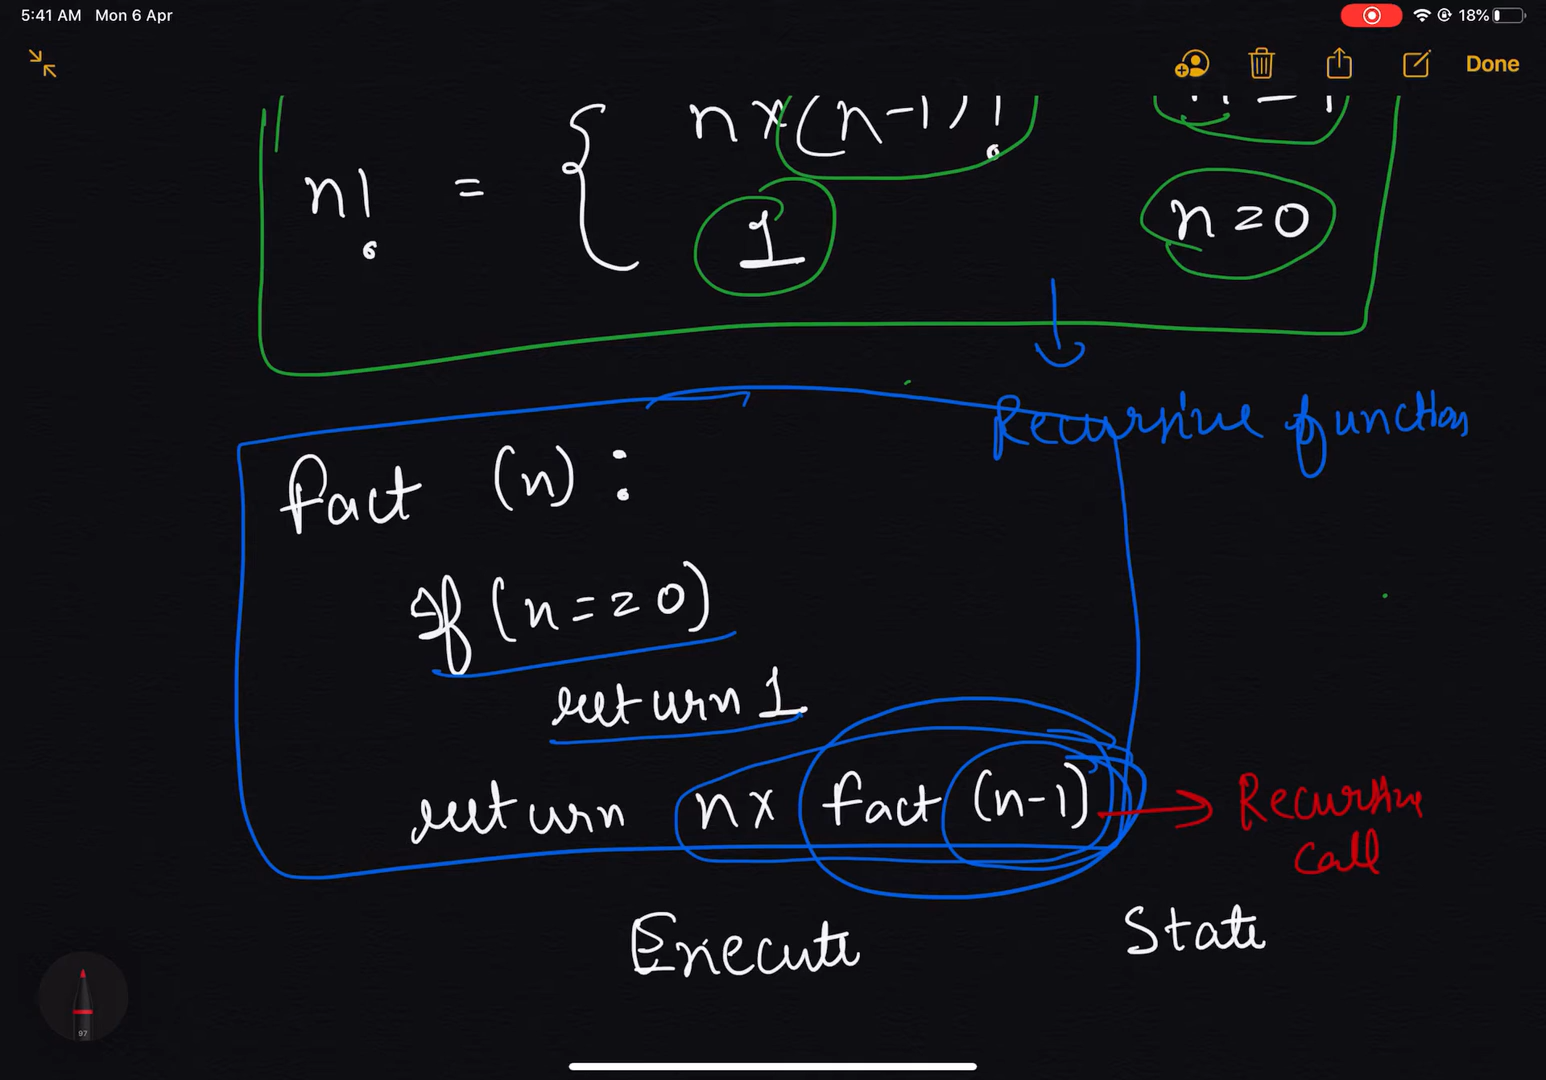 5:41 AM Mon 6 Apr
18%
Done
n! = { n×(n-1)!
1 n=0
Recursive function
fact (n):
If (n==0)
return 1
return n× fact (n-1) → Recursive
call
Execute State
97